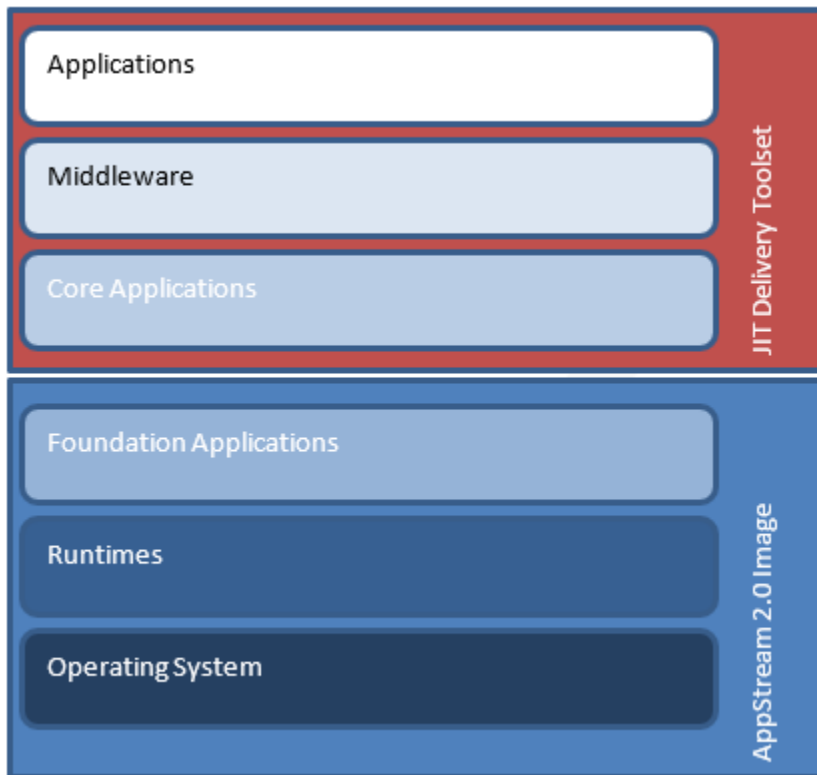 Applications
Middleware
Core Applications
JIT Delivery Toolset
Foundation Applications
Runtimes
Operating System
AppStream 2.0 Image